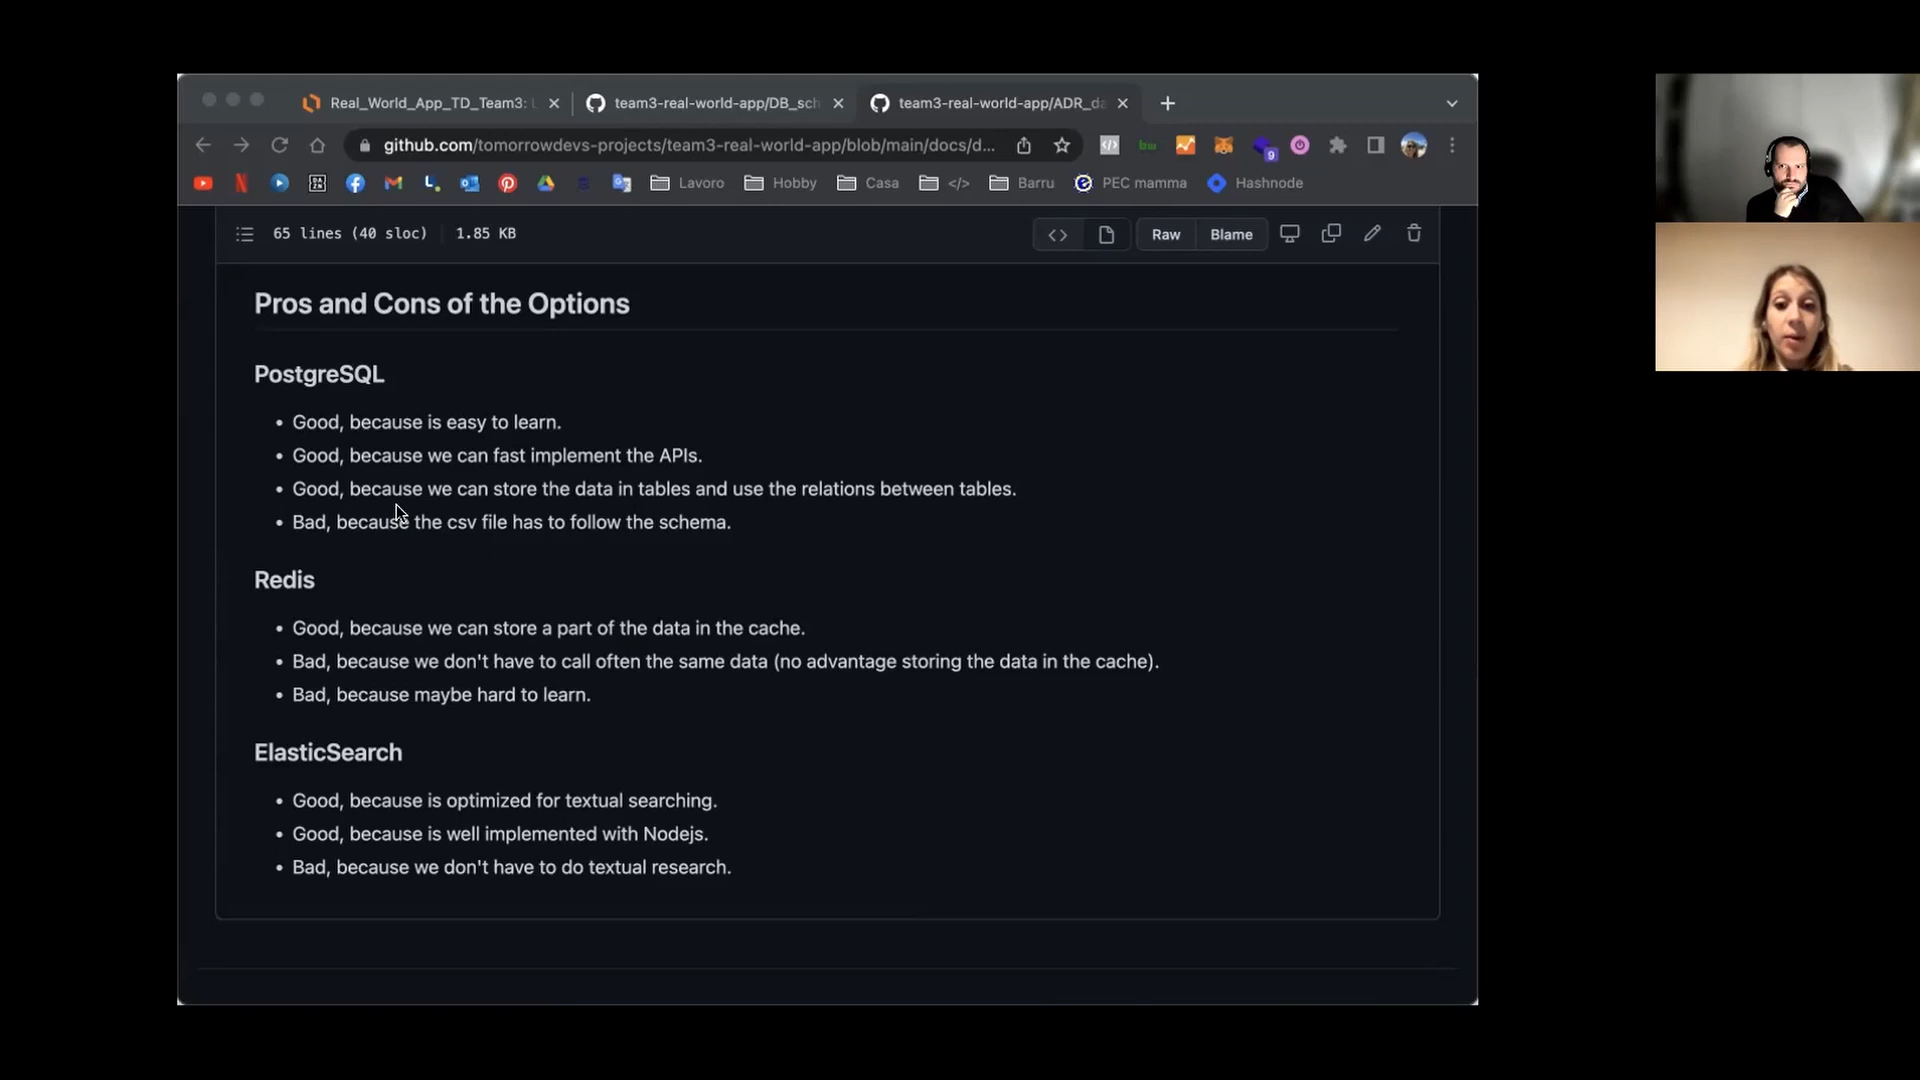 Real_World_App_TD_Team3:
team3-real-world-app/DB_sch
team3-real-world-app/ADR_da
github.com/tomorrowdevs-projects/team3-real-world-app/blob/main/docs/d...
9
Lavoro
Hobby
Casa
</>
Barru
PEC mamma
Hashnode
65 lines (40 sloc)
1.85 KB
Raw
Blame
Pros and Cons of the Options
PostgreSQL
• Good, because is easy to learn.
• Good, because we can fast implement the APIs.
• Good, because we can store the data in tables and use the relations between tables.
• Bad, because the csv file has to follow the schema.
Redis
• Good, because we can store a part of the data in the cache.
• Bad, because we don't have to call often the same data (no advantage storing the data in the cache).
• Bad, because maybe hard to learn.
ElasticSearch
• Good, because is optimized for textual searching.
• Good, because is well implemented with Nodejs.
• Bad, because we don't have to do textual research.